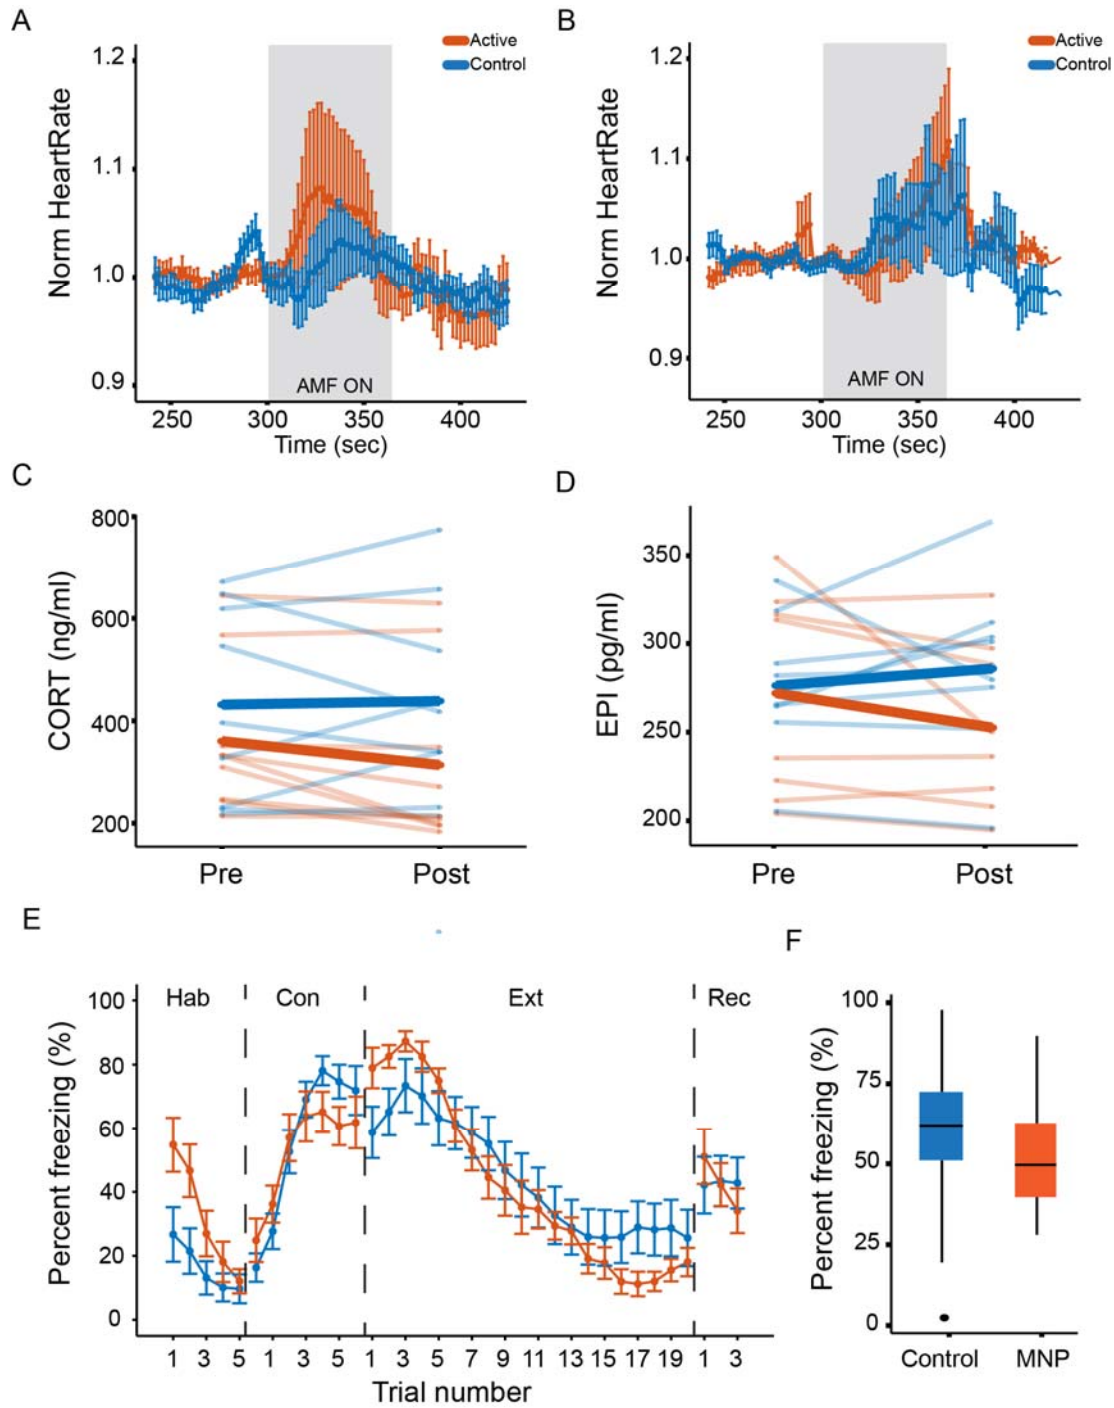 A
Active
Control
1.2
1.1
1.0
0.9
Norm HeartRate
AMF ON
250 300 350 400
Time (sec)
B
Active
Control
1.2
1.1
1.0
0.9
Norm HeartRate
AMF ON
250 300 350 400
Time (sec)
C
800
600
400
200
CORT (ng/ml)
Pre Post
D
350
300
250
200
EPI (pg/ml)
Pre Post
E
Hab Con Ext Rec
100
80
60
40
20
0
Percent freezing (%)
1 3 5 1 3 5 1 3 5 7 9 11 13 15 17 19 1 3
Trial number
F
100
75
50
25
0
Percent freezing (%)
Control MNP